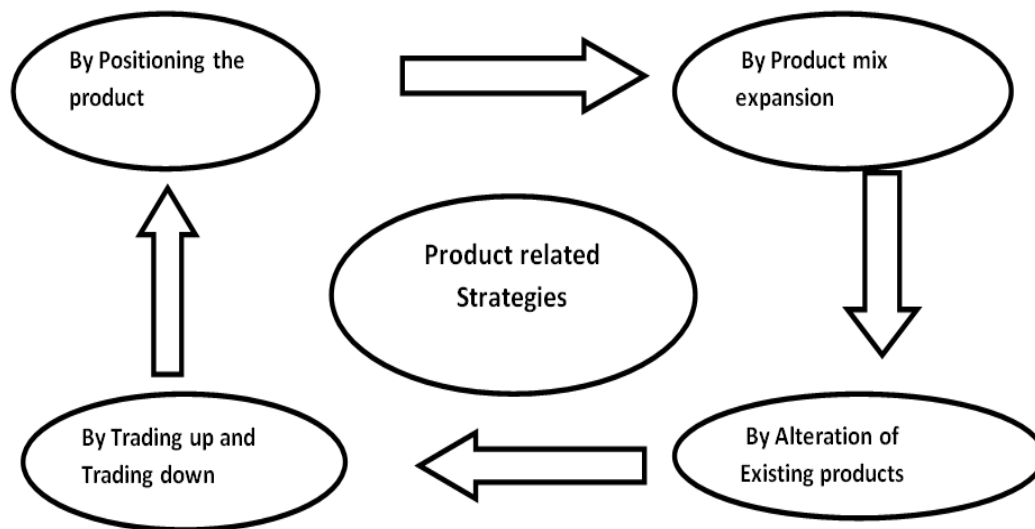 By Positioning the
product
By Product mix
expansion
Product related
Strategies
By Trading up and
Trading down
By Alteration of
Existing products